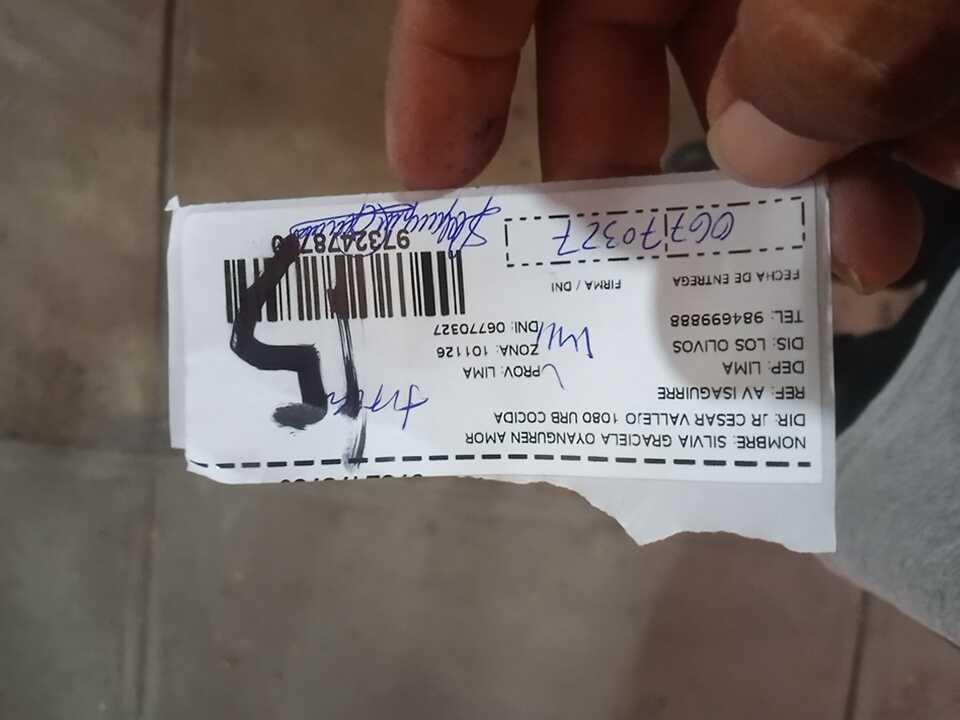 NOMBRE: SILVIA GRACIELA OYANGUREN AMOR
DIR: JR CESAR VALLEJO 1080 URB COCIDA
REF: AV ISAGUIRRE
DEP: LIMA PROV: LIMA
DIS: LOS OLIVOS ZONA: 101126
TEL: 984699888 DNI: 06770327
FECHA DE ENTREGA FIRMA / DNI
06770327
97324787